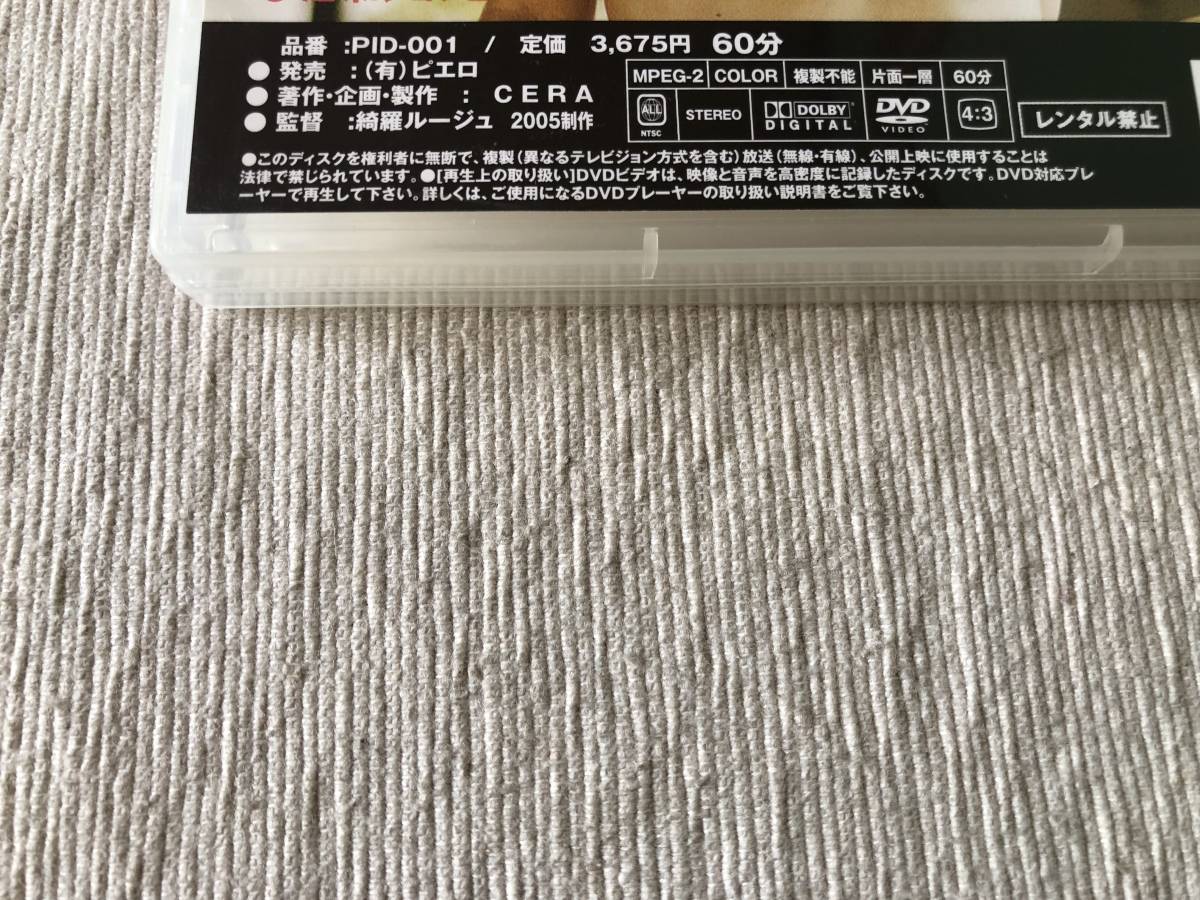 品番 :PID-001 / 定価 3,675円 60分
● 発売 :(有)ピエロ
● 著作・企画・製作 : CERA
● 監督 :綺羅ルージュ 2005制作
MPEG-2 COLOR 複製不能 片面一層 60分
ALL NTSC STEREO DOLBY DIGITAL DVD VIDEO 4:3
レンタル禁止
●このディスクを権利者に無断で、複製(異なるテレビジョン方式を含む)放送(無線・有線)、公開上映に使用することは
法律で禁じられています。●[再生上の取り扱い]DVDビデオは、映像と音声を高密度に記録したディスクです。DVD対応プレ
ーヤーで再生して下さい。詳しくは、ご使用になるDVDプレーヤーの取り扱い説明書をご覧下さい。